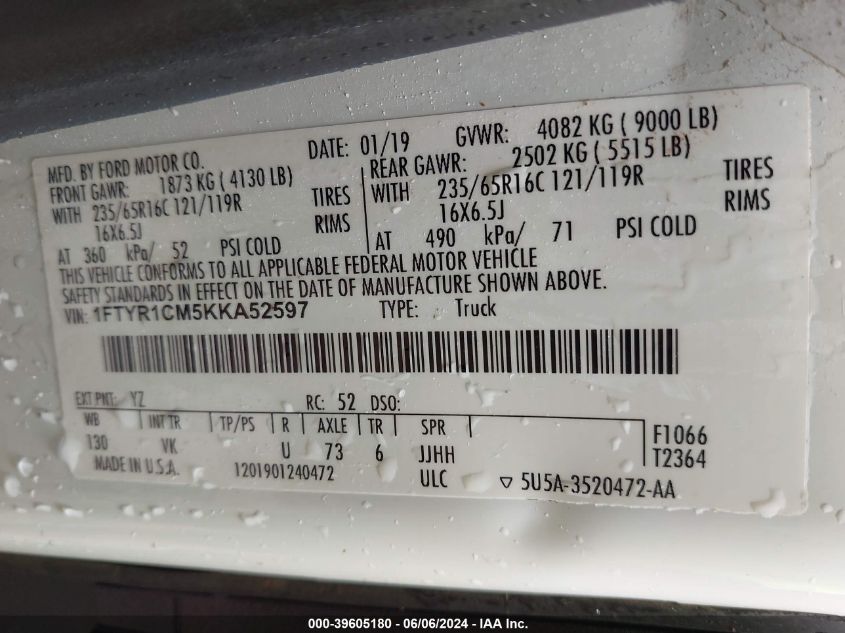 MFD. BY FORD MOTOR CO. DATE: 01/19 GVWR: 4082 KG ( 9000 LB)
FRONT GAWR: 1873 KG ( 4130 LB) REAR GAWR: 2502 KG ( 5515 LB)
WITH 235/65R16C 121/119R TIRES WITH 235/65R16C 121/119R TIRES
16X6.5J RIMS 16X6.5J RIMS
AT 360 kPa/ 52 PSI COLD AT 490 kPa/ 71 PSI COLD
THIS VEHICLE CONFORMS TO ALL APPLICABLE FEDERAL MOTOR VEHICLE
SAFETY STANDARDS IN EFFECT ON THE DATE OF MANUFACTURE SHOWN ABOVE.
VIN: 1FTYR1CM5KKA52597 TYPE: Truck
EXT PNT: YZ RC: 52 DSO:
WB INT TR TP/PS R AXLE TR SPR F1066
130 VK U 73 6 JJHH T2364
MADE IN U.S.A. 1201901240472 ULC ▽ 5U5A-3520472-AA
000-39605180 - 06/06/2024 - IAA Inc.